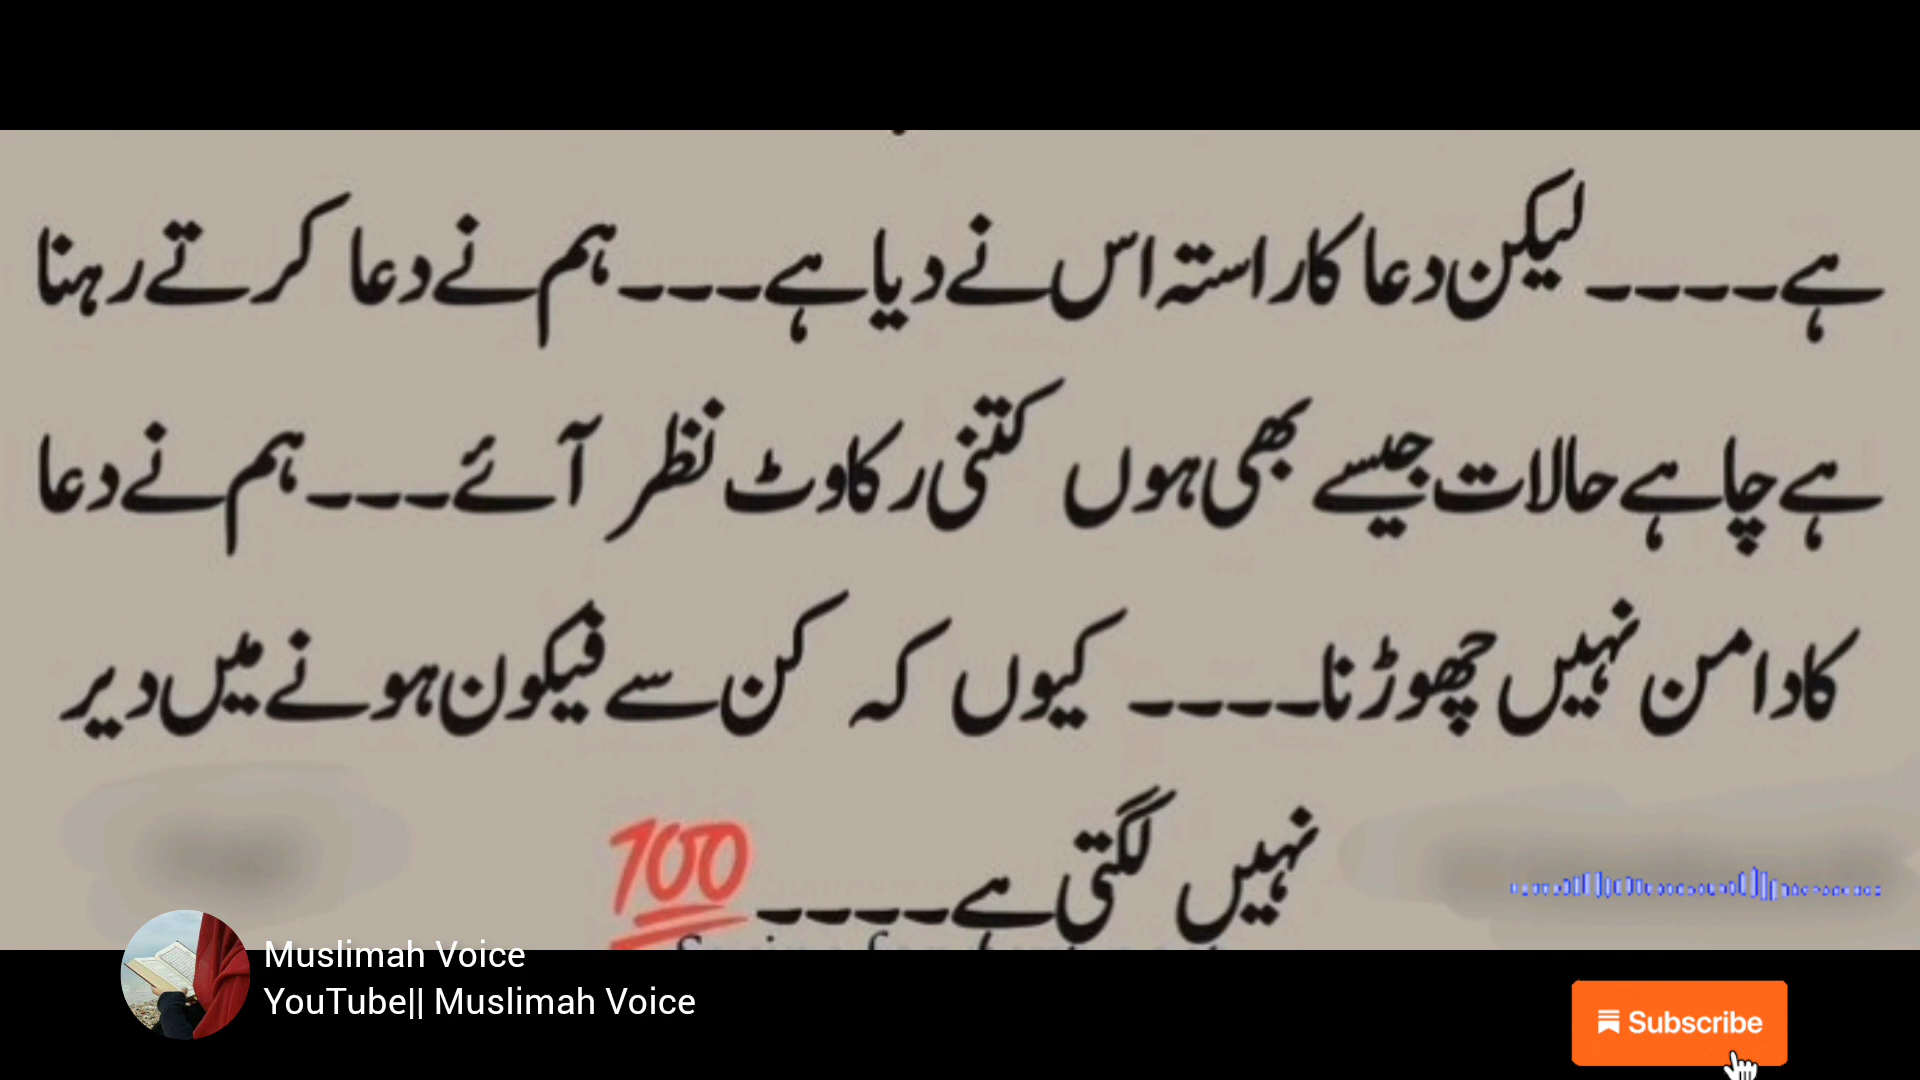 ہے۔۔۔۔ لیکن دعا کا راستہ اس نے دیا ہے۔۔۔ ہم نے دعا کرتے رہنا
ہے چاہے حالات جیسے بھی ہوں کتنی رکاوٹ نظر آئے۔۔۔ ہم نے دعا
کا دامن نہیں چھوڑنا۔۔۔۔ کیوں کہ کن سے فیکون ہونے میں دیر
نہیں لگتی ہے۔۔۔۔ 💯
Muslimah Voice
YouTube|| Muslimah Voice
Subscribe